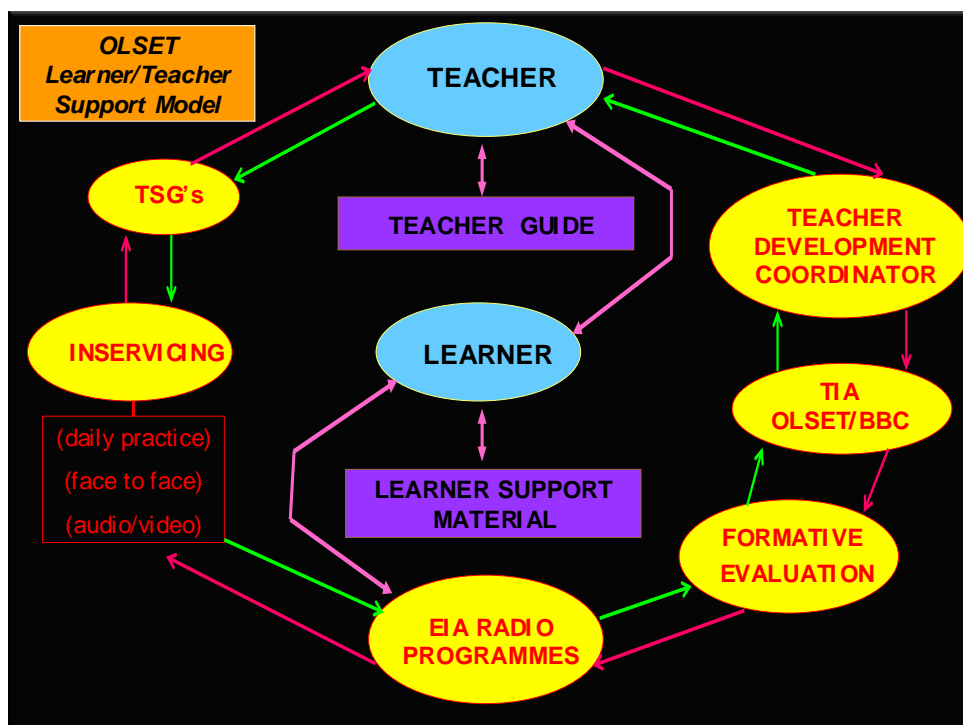 OLSET
Learner/Teacher
Support Model
TEACHER
TSG's
TEACHER GUIDE
TEACHER
DEVELOPMENT
COORDINATOR
INSERVICING
LEARNER
TIA
OLSET/BBC
(daily practice)
(face to face)
(audio/video)
LEARNER SUPPORT
MATERIAL
FORMATIVE
EVALUATION
EIA RADIO
PROGRAMMES